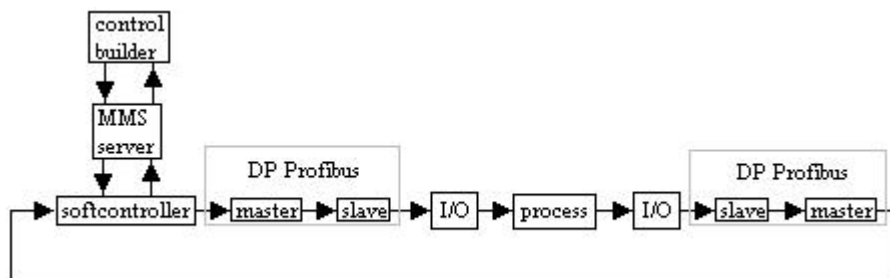 control
builder
MMS
server
DP Profibus
DP Profibus
softcontroller
master
slave
I/O
process
I/O
slave
master